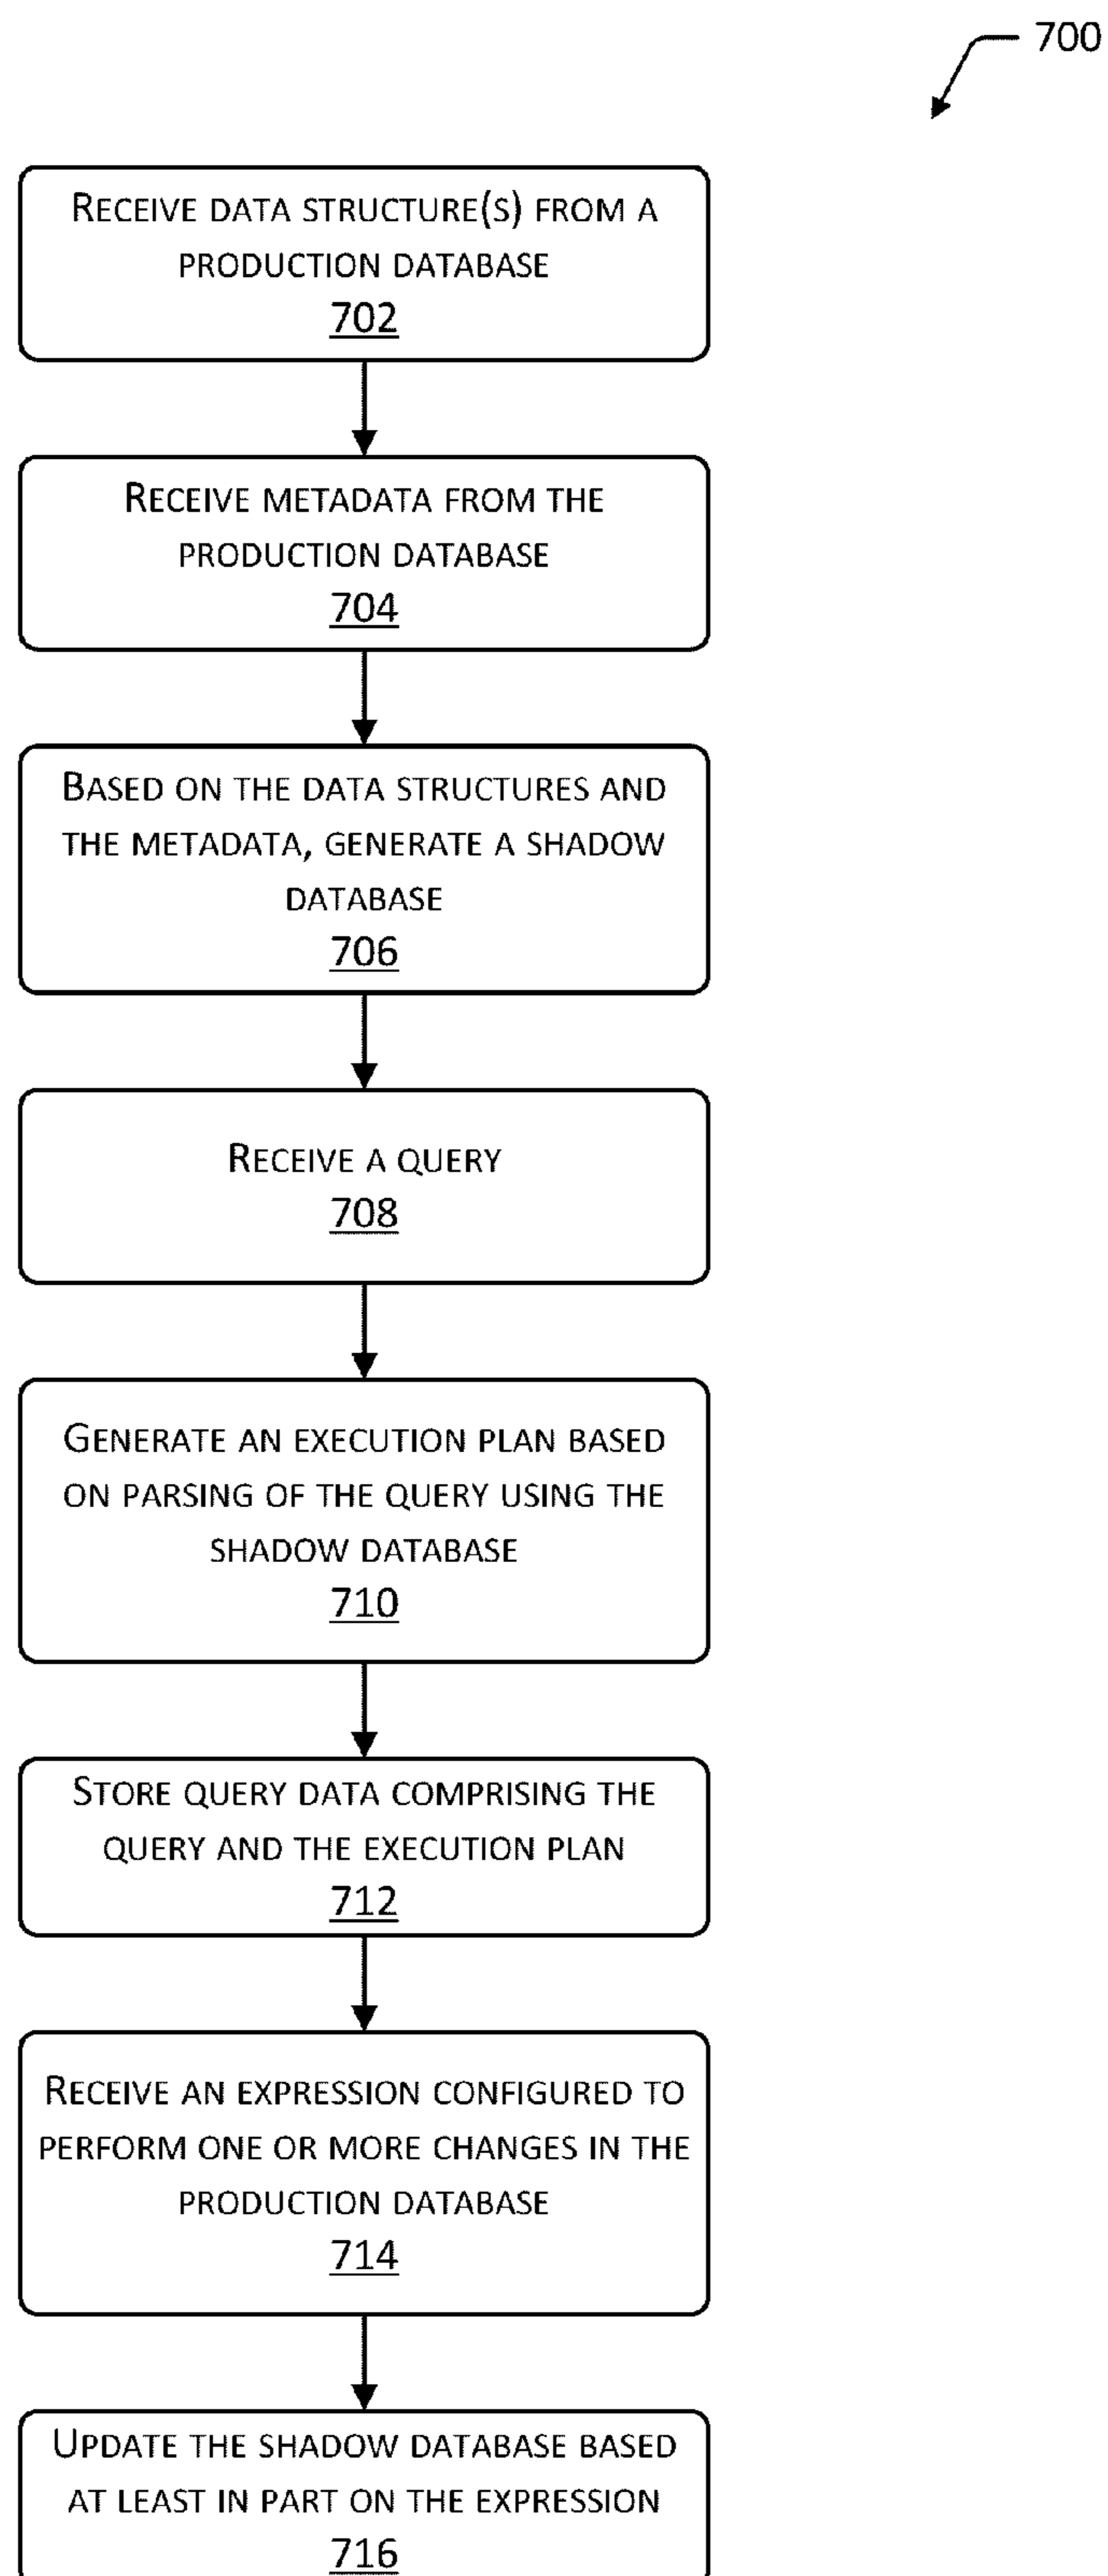 700
RECEIVE DATA STRUCTURE(S) FROM A
PRODUCTION DATABASE
702
RECEIVE METADATA FROM THE
PRODUCTION DATABASE
704
BASED ON THE DATA STRUCTURES AND
THE METADATA, GENERATE A SHADOW
DATABASE
706
RECEIVE A QUERY
708
GENERATE AN EXECUTION PLAN BASED
ON PARSING OF THE QUERY USING THE
SHADOW DATABASE
710
STORE QUERY DATA COMPRISING THE
QUERY AND THE EXECUTION PLAN
712
RECEIVE AN EXPRESSION CONFIGURED TO
PERFORM ONE OR MORE CHANGES IN THE
PRODUCTION DATABASE
714
UPDATE THE SHADOW DATABASE BASED
AT LEAST IN PART ON THE EXPRESSION
716